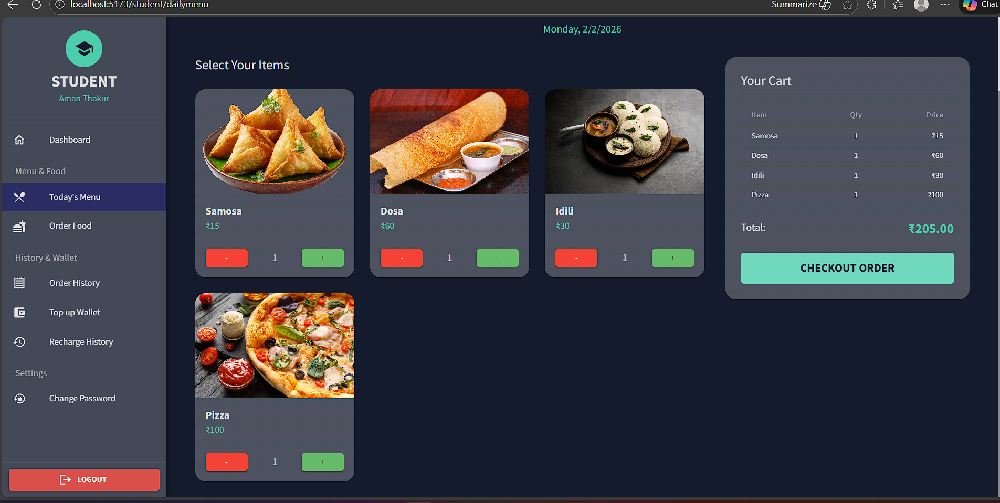 localhost:5173/student/dailymenu
Summarize
Chat
STUDENT
Aman Thakur
Dashboard
Menu & Food
Today's Menu
Order Food
History & Wallet
Order History
Top up Wallet
Recharge History
Settings
Change Password
LOGOUT
Monday, 2/2/2026
Select Your Items
Samosa
₹15
- 1 +
Dosa
₹60
- 1 +
Idili
₹30
- 1 +
Pizza
₹100
- 1 +
Your Cart
Item Qty Price
Samosa 1 ₹15
Dosa 1 ₹60
Idili 1 ₹30
Pizza 1 ₹100
Total: ₹205.00
CHECKOUT ORDER